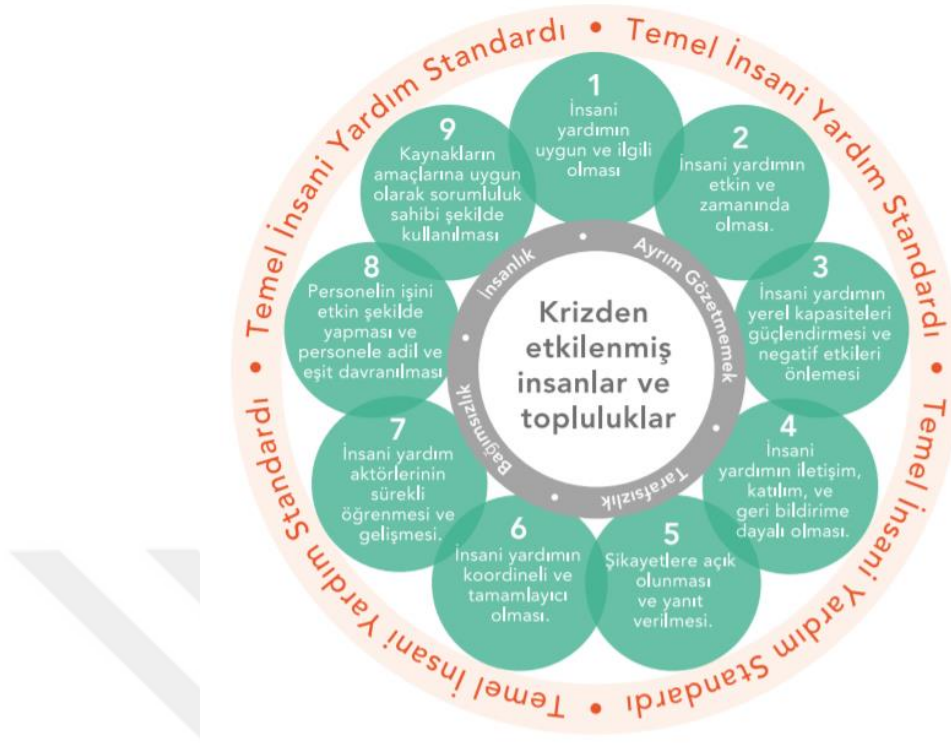 Temel İnsani Yardım Standardı • Temel İnsani Yardım Standardı • Temel İnsani Yardım Standardı • Temel İnsani Yardım Standardı • Temel İnsani Yardım Standardı •
1
İnsani
yardımın
uygun ve ilgili
olması
2
İnsani yardımın
etkin ve
zamanında
olması.
3
İnsani yardımın
yerel kapasiteleri
güçlendirmesi ve
negatif etkileri
önlemesi
4
İnsani
yardımın iletişim,
katılım, ve
geri bildirime
dayalı olması.
5
Şikayetlere açık
olunması
ve yanıt
verilmesi.
6
İnsani yardımın
koordineli ve
tamamlayıcı
olması.
7
İnsani yardım
aktörlerinin
sürekli
öğrenmesi ve
gelişmesi.
8
Personelin işini
etkin şekilde
yapması ve
personele adil ve
eşit davranılması
9
Kaynakların
amaçlarına uygun
olarak sorumluluk
sahibi şekilde
kullanılması
İnsanlık • Ayrım Gözetmemek • Tarafsızlık • Bağımsızlık •
Krizden
etkilenmiş
insanlar ve
topluluklar